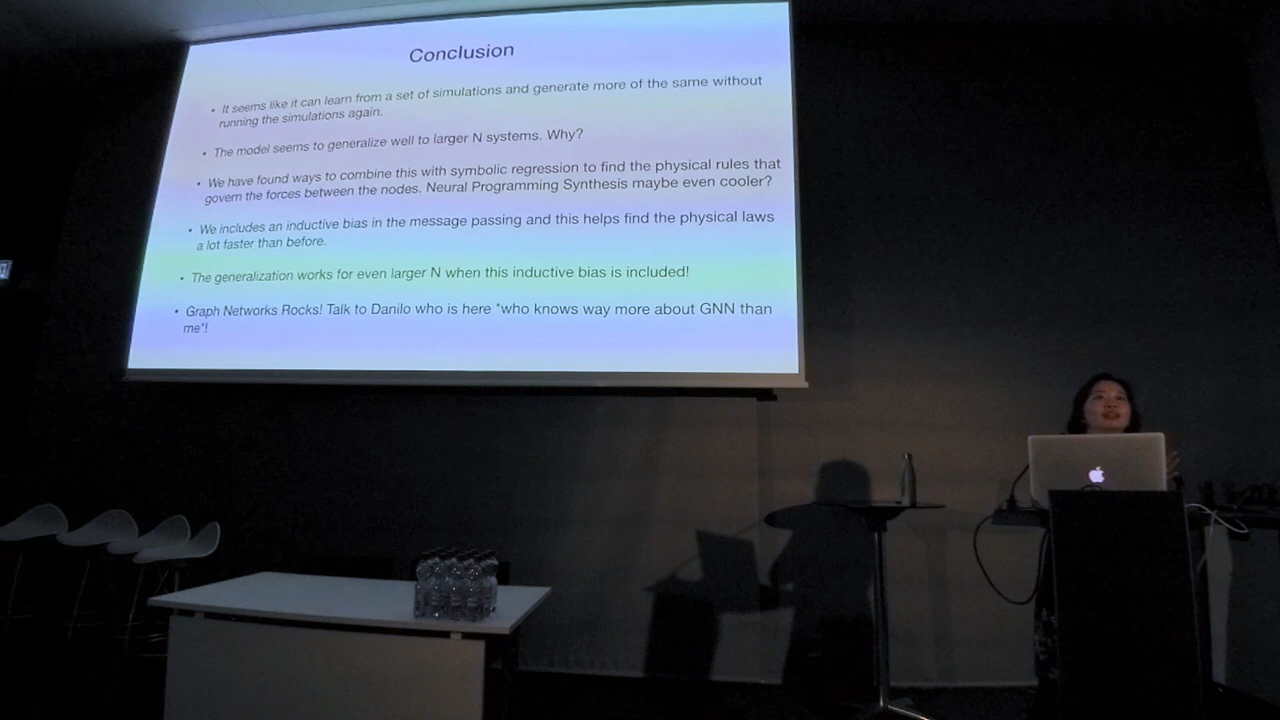 Conclusion
• It seems like it can learn from a set of simulations and generate more of the same without
running the simulations again.
• The model seems to generalize well to larger N systems. Why?
• We have found ways to combine this with symbolic regression to find the physical rules that
govern the forces between the nodes. Neural Programming Synthesis maybe even cooler?
• We includes an inductive bias in the message passing and this helps find the physical laws
a lot faster than before.
• The generalization works for even larger N when this inductive bias is included!
• Graph Networks Rocks! Talk to Danilo who is here *who knows way more about GNN than
me*!